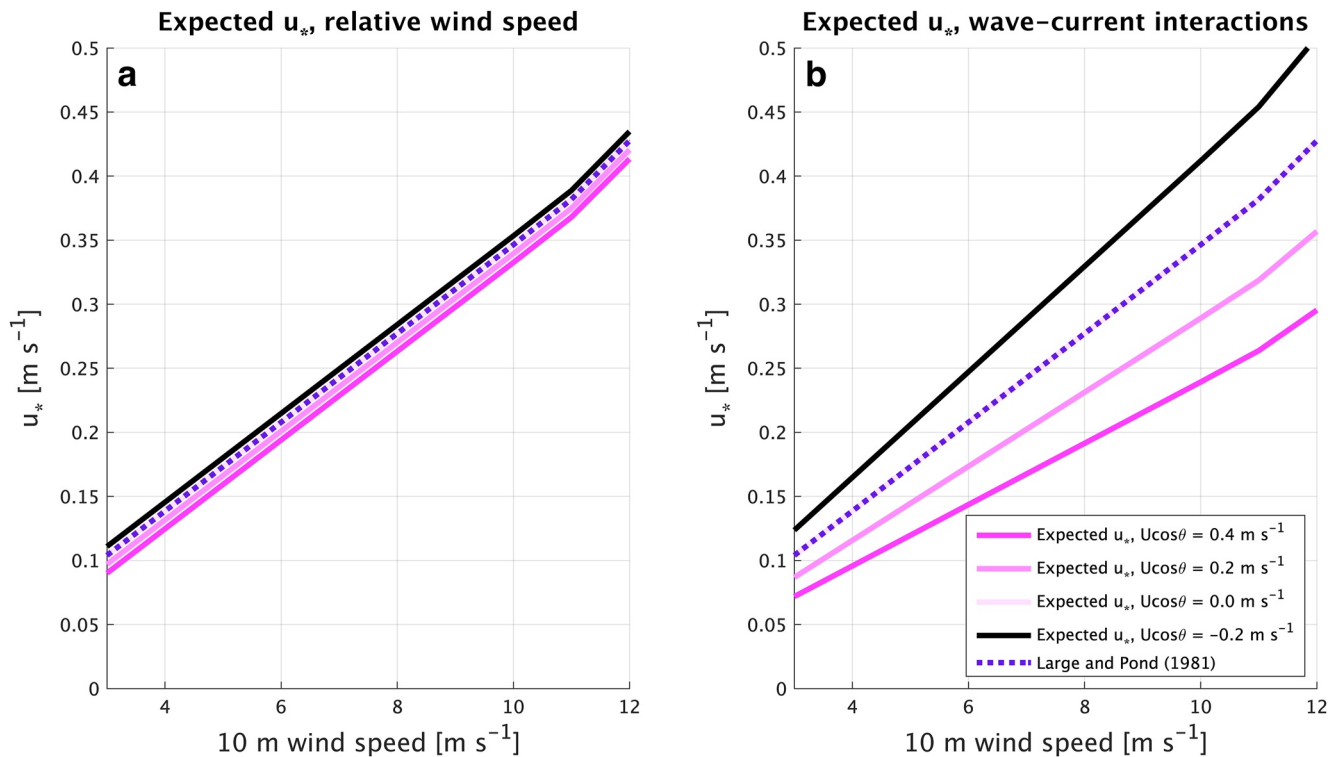 Expected u*, relative wind speed
a
0.5
0.45
0.4
0.35
0.3
0.25
0.2
0.15
0.1
0.05
0
u* [m s−1]
4
6
8
10
12
10 m wind speed [m s−1]
Expected u*, wave−current interactions
b
0.5
0.45
0.4
0.35
0.3
0.25
0.2
0.15
0.1
0.05
0
u* [m s−1]
4
6
8
10
12
10 m wind speed [m s−1]
Expected u*, Ucosθ = 0.4 m s−1
Expected u*, Ucosθ = 0.2 m s−1
Expected u*, Ucosθ = 0.0 m s−1
Expected u*, Ucosθ = −0.2 m s−1
Large and Pond (1981)